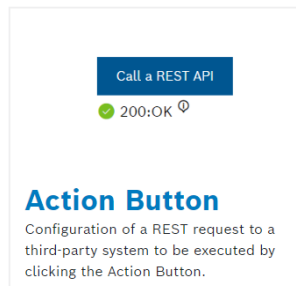 Call a REST API
200:OK
Action Button
Configuration of a REST request to a
third-party system to be executed by
clicking the Action Button.